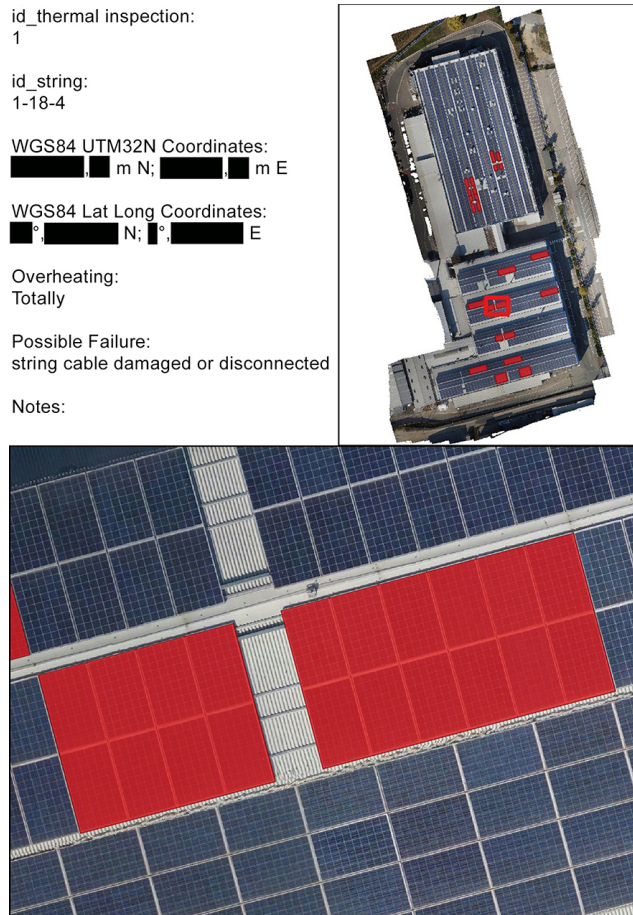 id_thermal inspection:
1
id_string:
1-18-4
WGS84 UTM32N Coordinates:
, m N; , m E
WGS84 Lat Long Coordinates:
°, N; °, E
Overheating:
Totally
Possible Failure:
string cable damaged or disconnected
Notes: